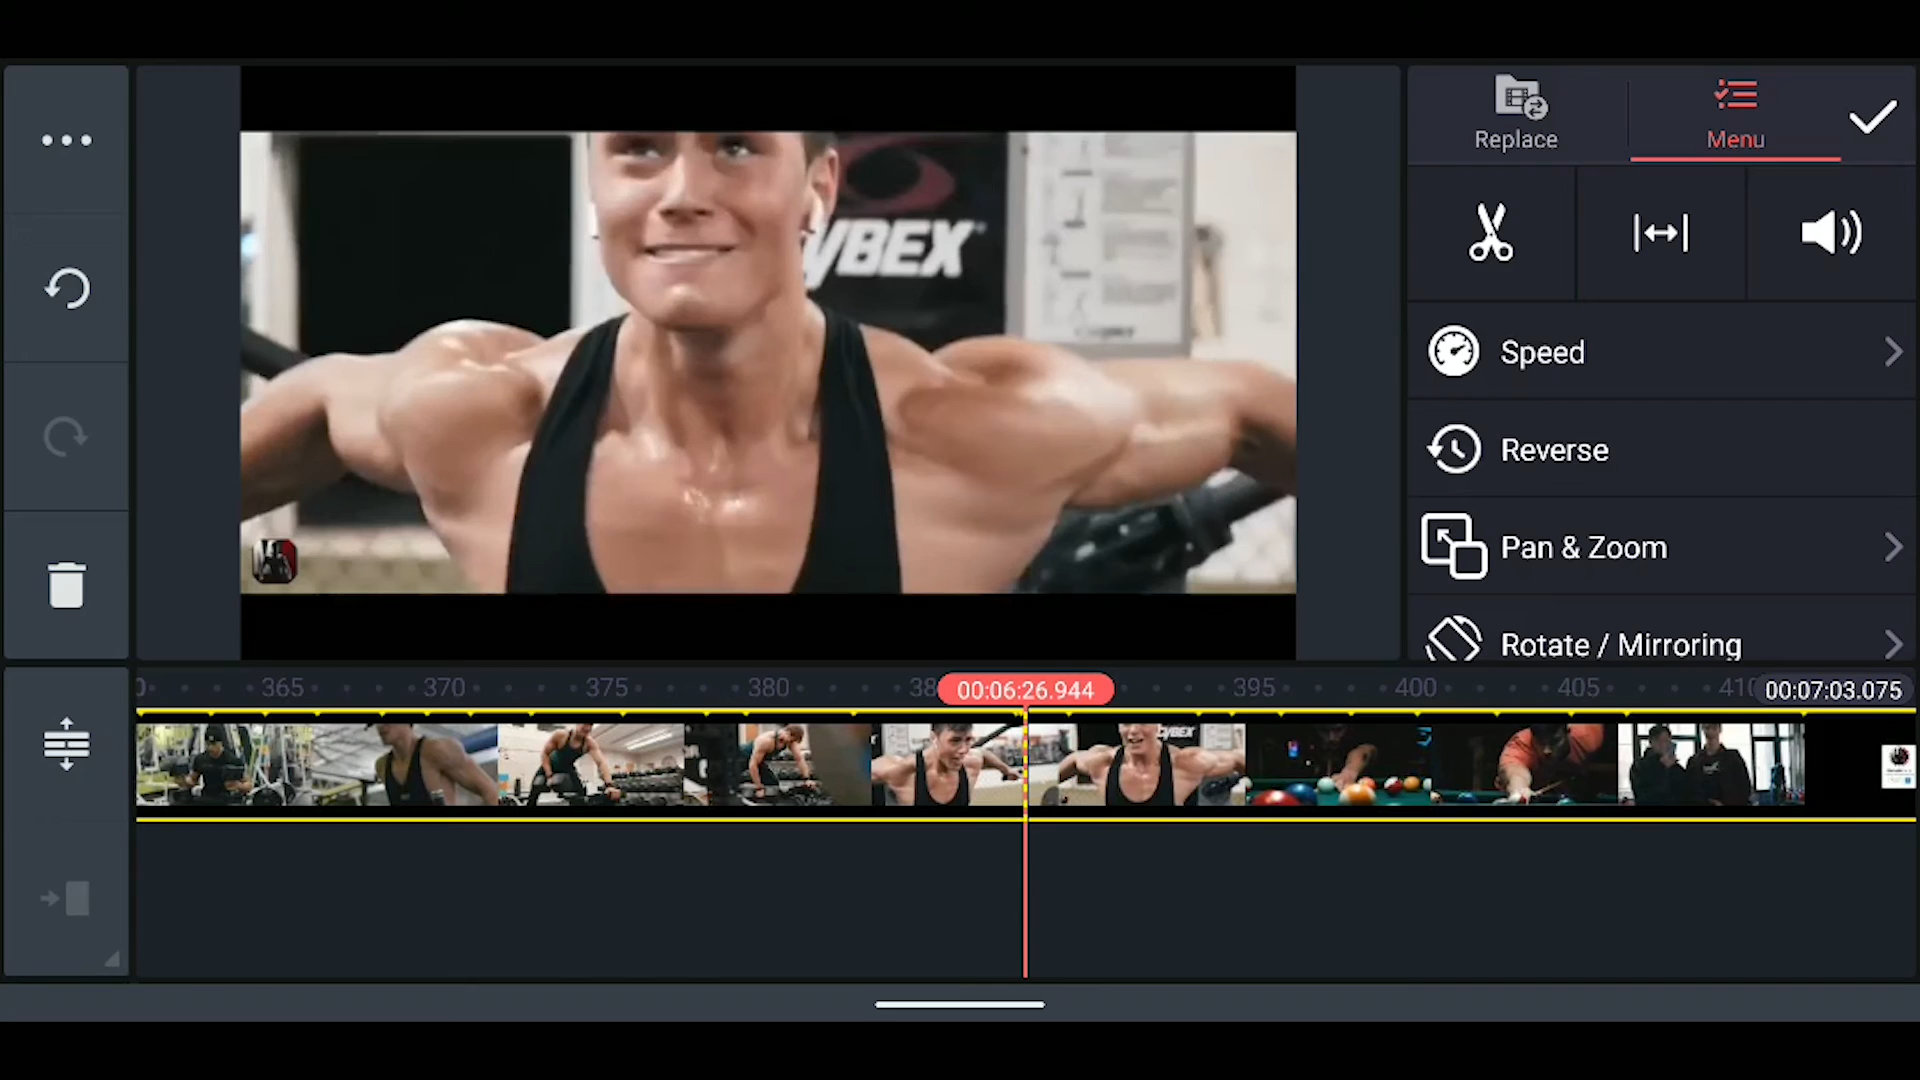 Replace
Menu
YBEX
Speed
Reverse
Pan & Zoom
Rotate / Mirroring
365
370
375
380
38
00:06:26.944
395
400
405
410
00:07:03.075